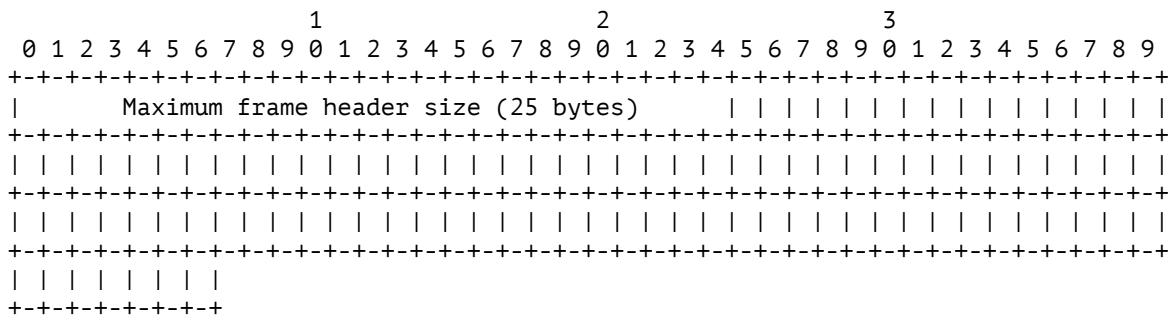 1                   2                   3
 0 1 2 3 4 5 6 7 8 9 0 1 2 3 4 5 6 7 8 9 0 1 2 3 4 5 6 7 8 9 0 1 2 3 4 5 6 7 8 9
+-+-+-+-+-+-+-+-+-+-+-+-+-+-+-+-+-+-+-+-+-+-+-+-+-+-+-+-+-+-+-+-+-+-+-+-+-+-+-+-+
|       Maximum frame header size (25 bytes)      | | | | | | | | | | | | | | | |
+-+-+-+-+-+-+-+-+-+-+-+-+-+-+-+-+-+-+-+-+-+-+-+-+-+-+-+-+-+-+-+-+-+-+-+-+-+-+-+-+
| | | | | | | | | | | | | | | | | | | | | | | | | | | | | | | | | | | | | | | | |
+-+-+-+-+-+-+-+-+-+-+-+-+-+-+-+-+-+-+-+-+-+-+-+-+-+-+-+-+-+-+-+-+-+-+-+-+-+-+-+-+
| | | | | | | | | | | | | | | | | | | | | | | | | | | | | | | | | | | | | | | | |
+-+-+-+-+-+-+-+-+-+-+-+-+-+-+-+-+-+-+-+-+-+-+-+-+-+-+-+-+-+-+-+-+-+-+-+-+-+-+-+-+
| | | | | | | |
+-+-+-+-+-+-+-+